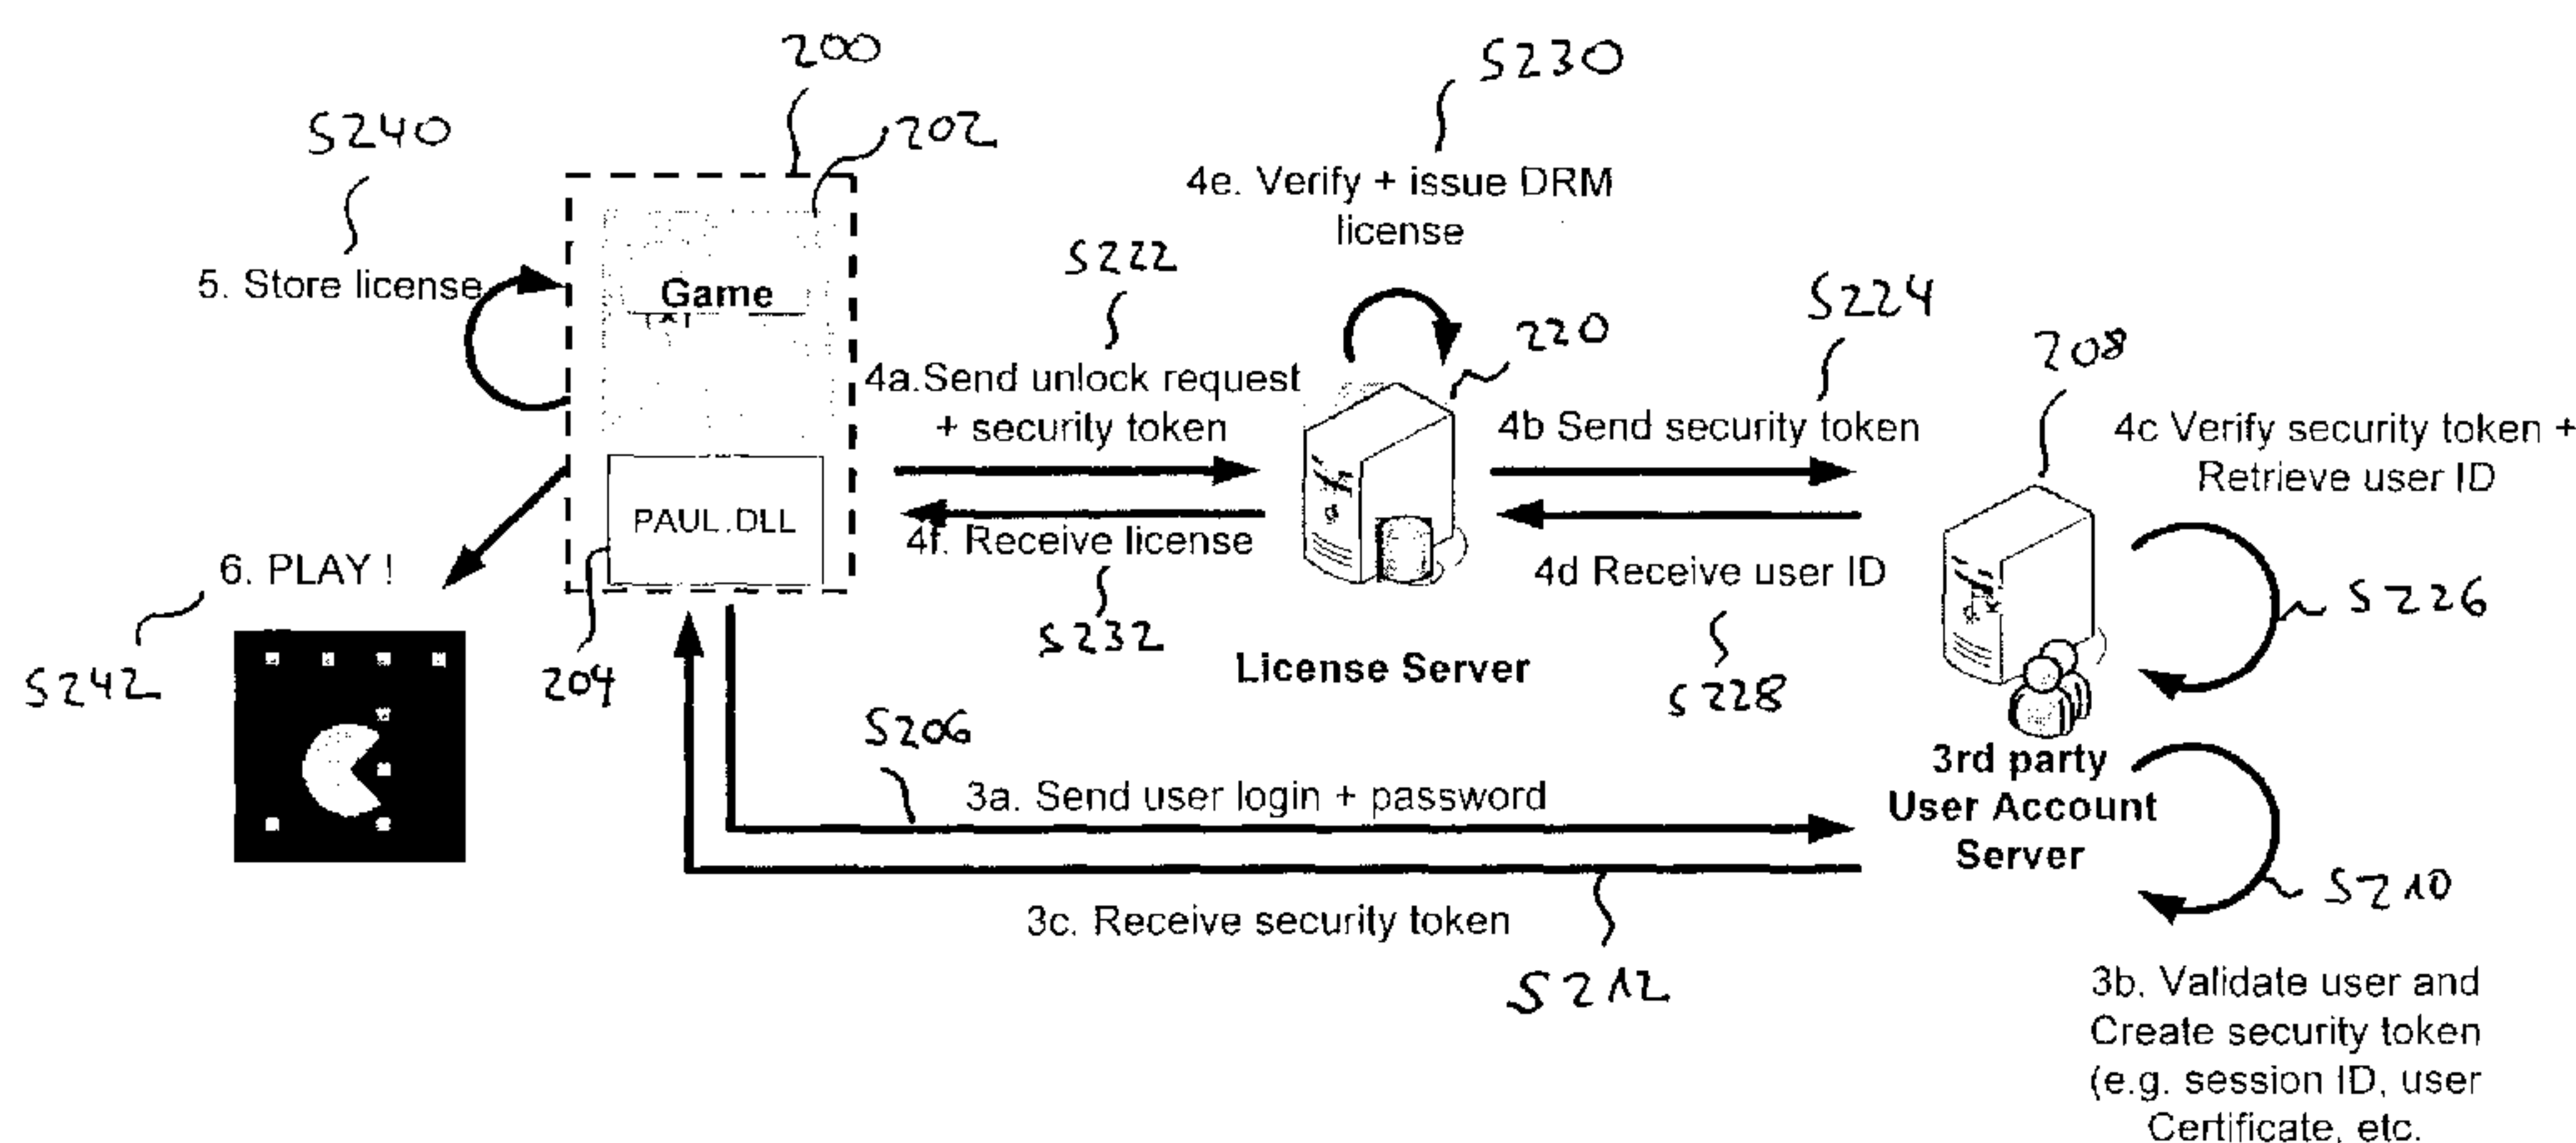 200
S230
S240
202
4e. Verify + issue DRM
license
S222
5. Store license
Game
S224
220
208
4a.Send unlock request
+ security token
4b Send security token
4c Verify security token +
Retrieve user ID
PAUL.DLL
4f. Receive license
4d Receive user ID
6. PLAY !
S226
S232
License Server
S228
S242
204
S206
3rd party
User Account
Server
3a. Send user login + password
S210
3c. Receive security token
S212
3b. Validate user and
Create security token
(e.g. session ID, user
Certificate, etc.